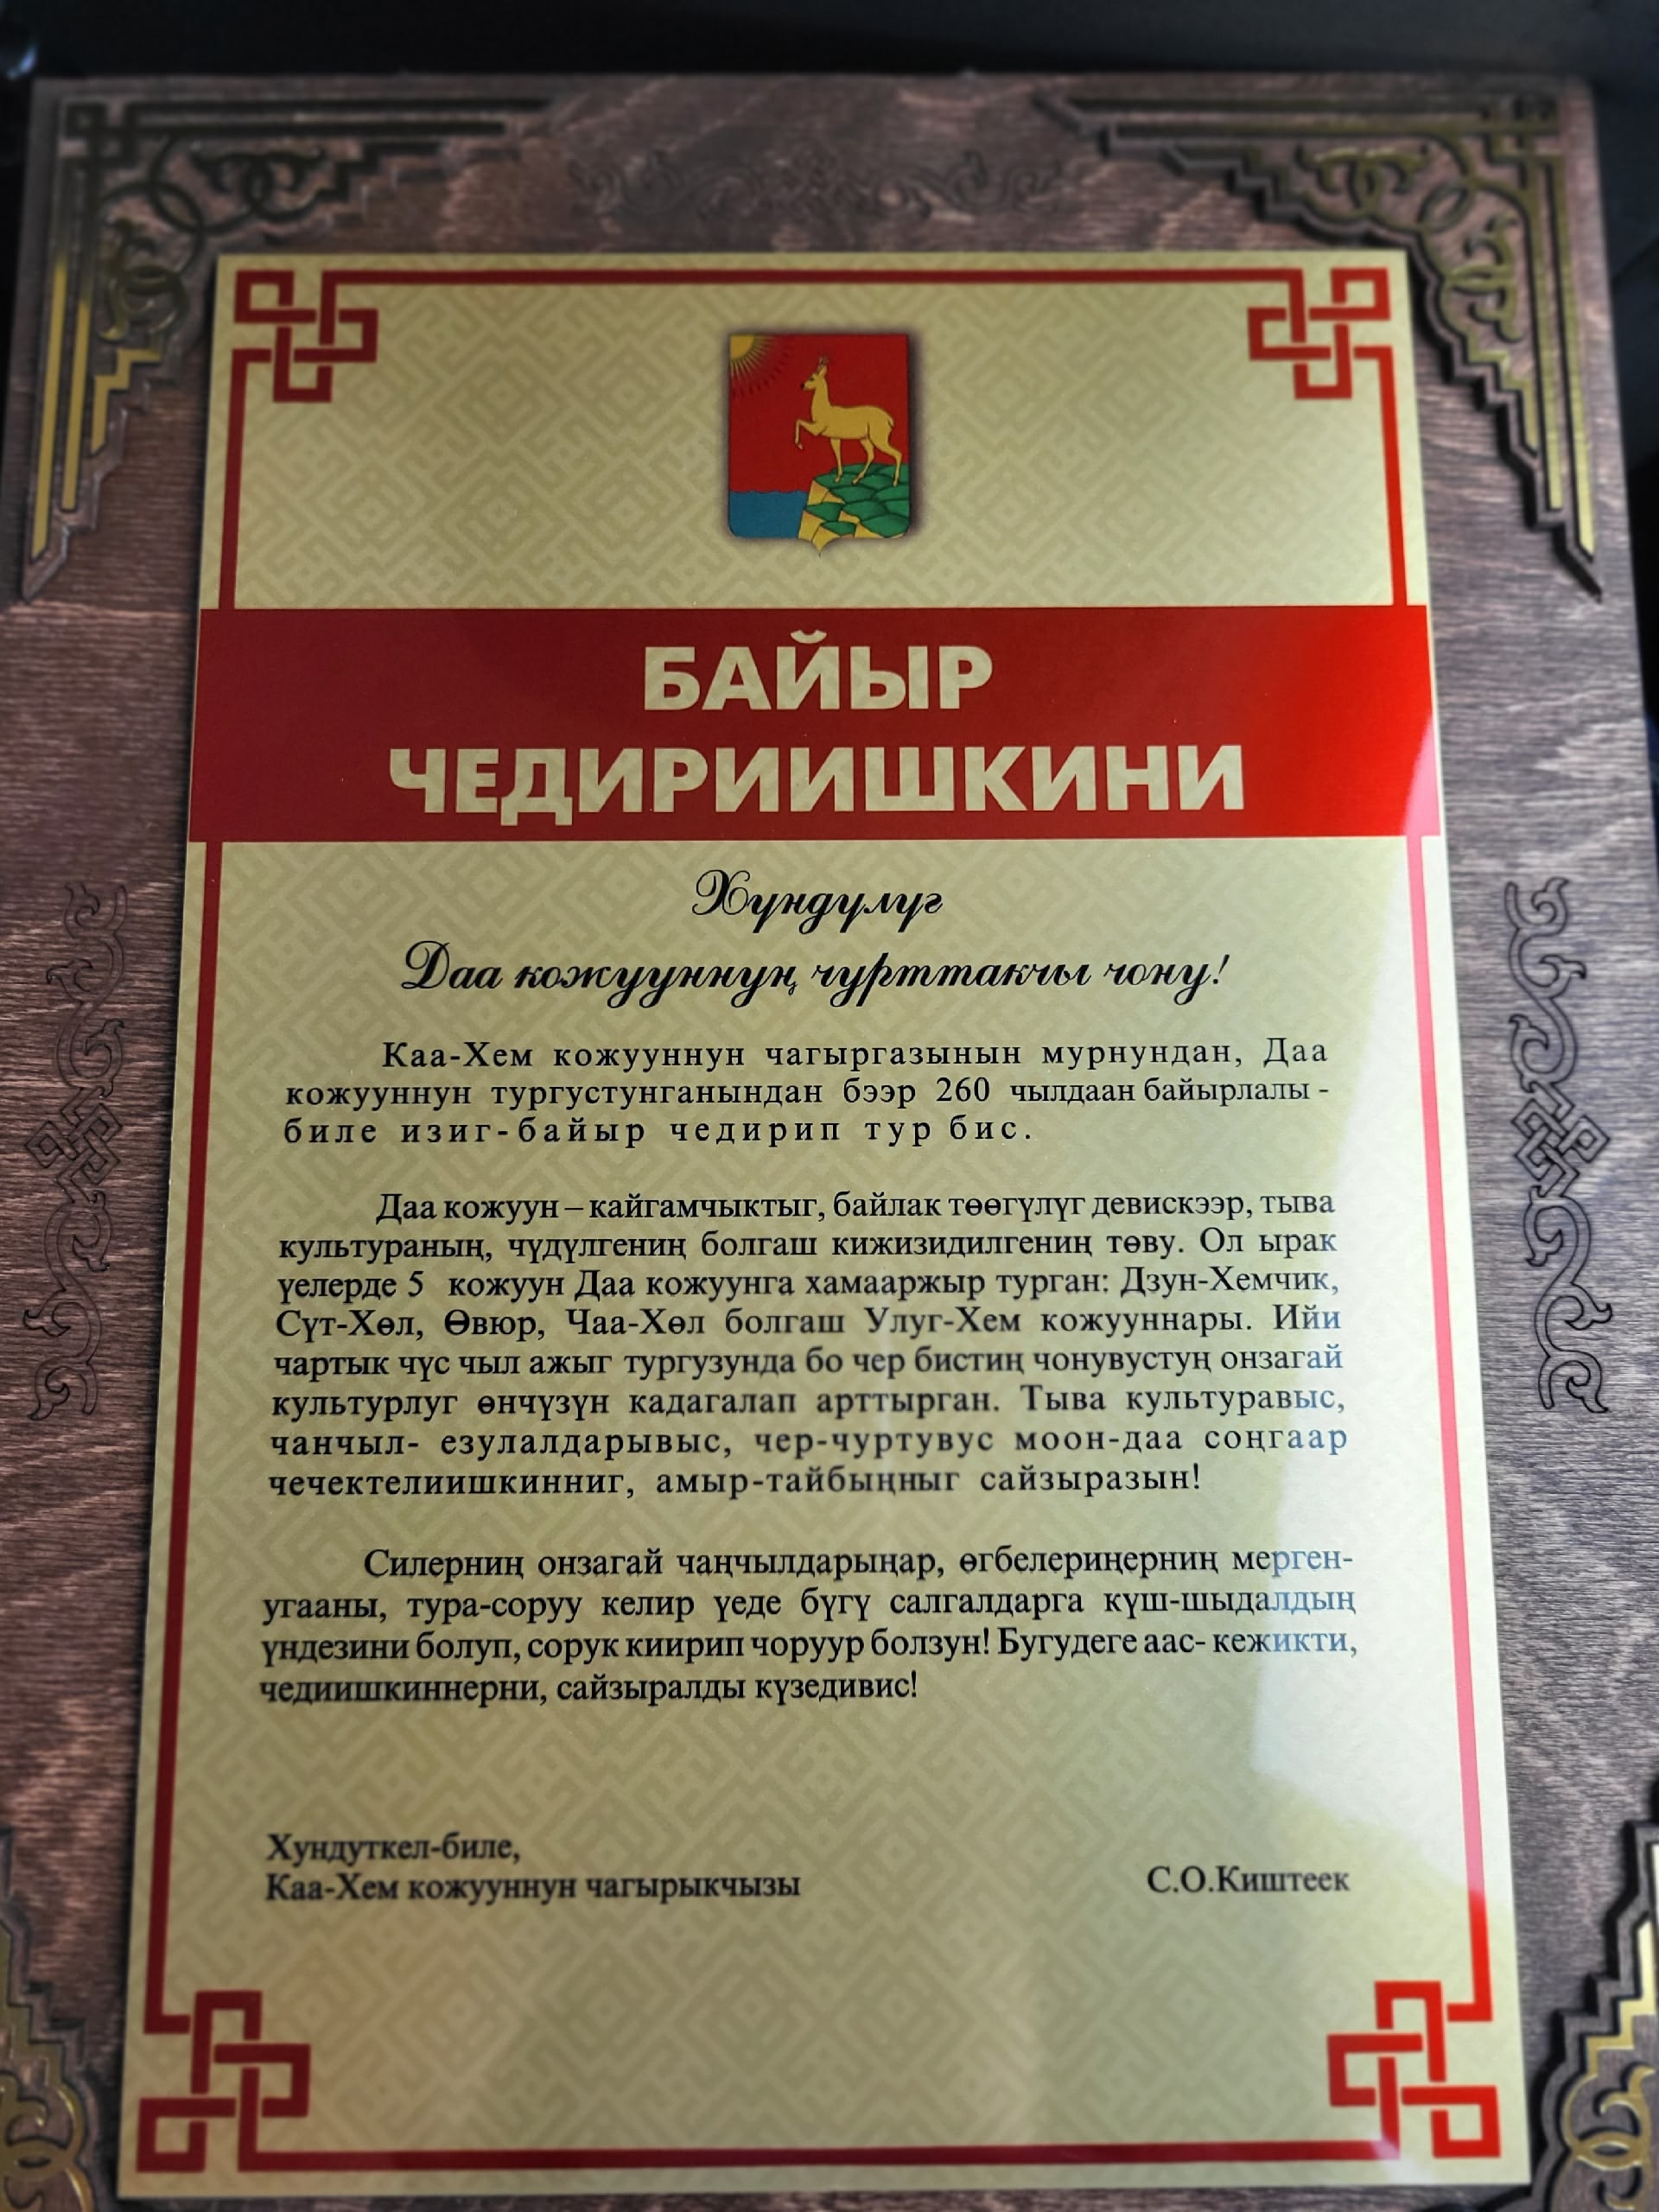 БАЙЫР
ЧЕДИРИИШКИНИ
Хундулуг
Даа кожууннуң чурттакчы чону!
Каа-Хем кожууннун чагыргазынын мурнундан, Даа
кожууннун тургустунганындан бээр 260 чылдаан байырлалы -
биле изиг-байыр чедирип тур бис.
Даа кожуун – кайгамчыктыг, байлак төөгүлүг девискээр, тыва
культураның, чүдүлгениң болгаш кижизидилгениң төву. Ол ырак
үелерде 5 кожуун Даа кожуунга хамааржыр турган: Дзун-Хемчик,
Сүт-Хөл, Өвюр, Чаа-Хөл болгаш Улуг-Хем кожууннары. Ийи
чартык чүс чыл ажыг тургузунда бо чер бистиң чонувустуң онзагай
культурлуг өнчүзүн кадагалап арттырган. Тыва культуравыс,
чанчыл- езулалдарывыс, чер-чуртувус моон-даа соңгаар
чечектелиишкинниг, амыр-тайбыңныг сайзыразын!
Силерниң онзагай чаңчылдарыңар, өгбелериңерниң мерген-
угааны, тура-соруу келир үеде бүгү салгалдарга күш-шыдалдың
үндезини болуп, сорук киирип чоруур болзун! Бугудеге аас- кежикти,
чедиишкиннерни, сайзыралды күзедивис!
Хундуткел-биле,
Каа-Хем кожууннун чагырыкчызы
С.О.Киштеек